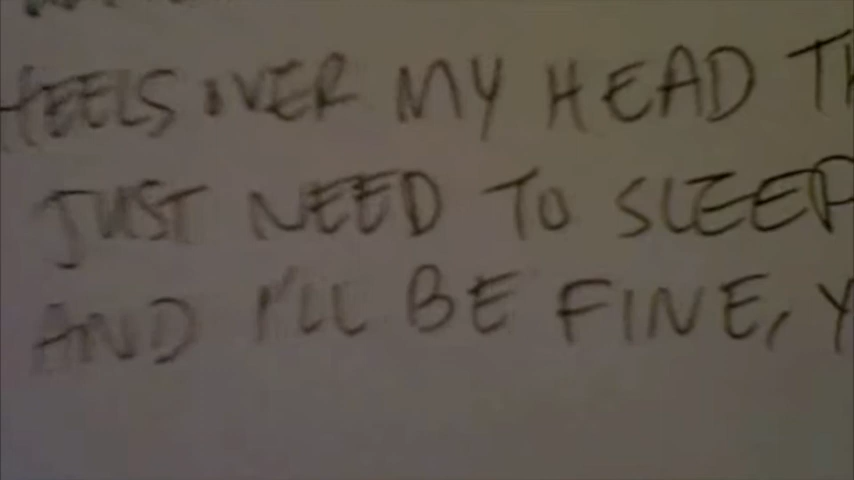 HEELS OVER MY HEAD
JUST NEED TO SLEEP
AND I'LL BE FINE,